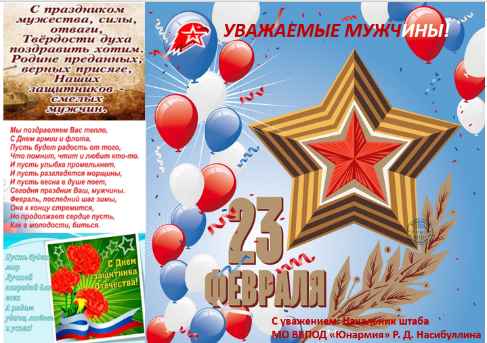 С праздником
мужества, силы,
отваги,
Твёрдости духа
поздравить хотим.
Родине преданных,
верных присяге,
Наших
защитников -
смелых
мужчин.
Мы поздравляем Вас тепло,
С Днем армии и флота,
Пусть будет радость от того,
Что помнит, чтит и любит кто-то.
И пусть улыбка промелькнет,
И пусть разгладятся морщины,
И пусть весна в душе поет,
Сегодня праздник Ваш, мужчины.
Февраль, последний шаг зимы,
Она к концу стремится,
Но продолжает сердце пусть,
Как в молодости, биться.
Пусть будет
мир
Лучшей
наградой для
всех
А рядом
удача, любовь
и успех!
С Днем
защитника
отечества!
УВАЖАЕМЫЕ МУЖЧИНЫ!
23
ФЕВРАЛЯ
С уважением: Начальник штаба
МО ВВПОД «Юнармия» Р. Д. Насибуллина